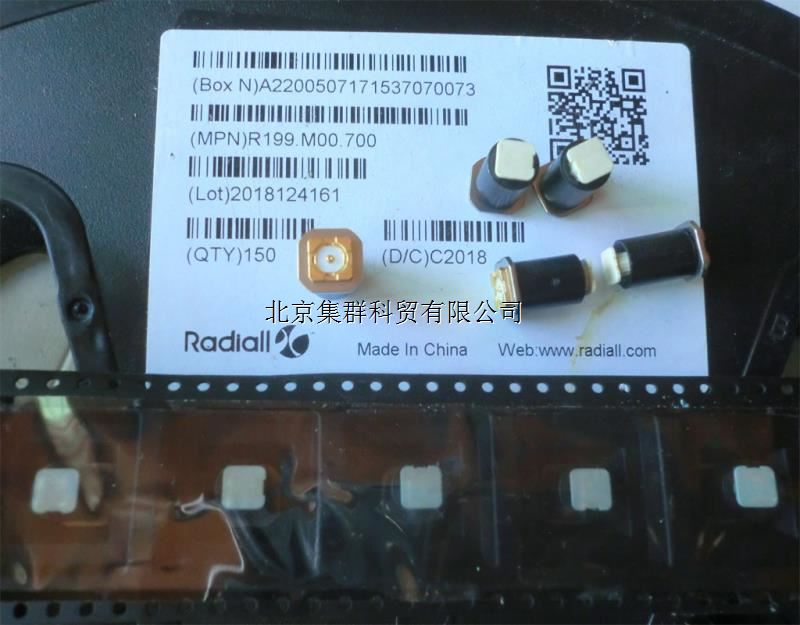 (Box N)A2200507171537070073
(MPN)R199.M00.700
(Lot)2018124161
(QTY)150 (D/C)C2018
北京集群科贸有限公司
Radiall
Made In China Web:www.radiall.com